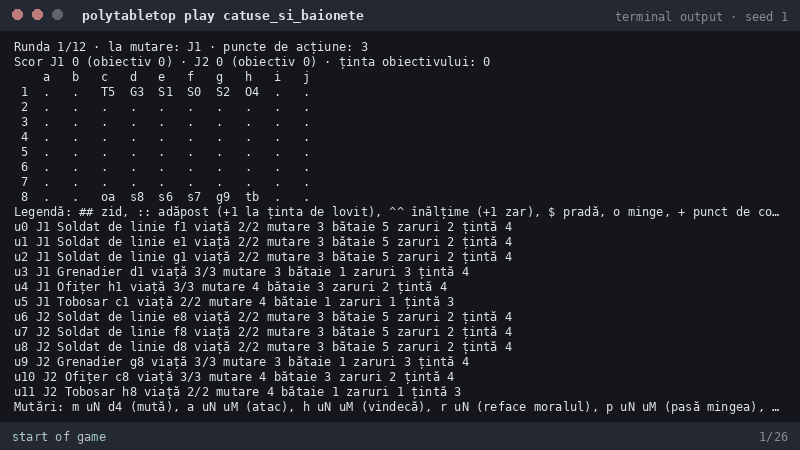 polytabletop play catuse_si_baionete
terminal output · seed 1
Runda 1/12 · la mutare: J1 · puncte de acțiune: 3
Scor J1 0 (obiectiv 0) · J2 0 (obiectiv 0) · ținta obiectivului: 0
a b c d e f g h i j
1 . . T5 G3 S1 S0 S2 O4 . .
2 . . . . . . . . . .
3 . . . . . . . . . .
4 . . . . . . . . . .
5 . . . . . . . . . .
6 . . . . . . . . . .
7 . . . . . . . . . .
8 . . oa s8 s6 s7 g9 tb . .
Legendă: ## zid, :: adăpost (+1 la ținta de lovit), ^^ înălțime (+1 zar), $ pradă, o minge, + punct de co…
u0 J1 Soldat de linie f1 viață 2/2 mutare 3 bătaie 5 zaruri 2 țintă 4
u1 J1 Soldat de linie e1 viață 2/2 mutare 3 bătaie 5 zaruri 2 țintă 4
u2 J1 Soldat de linie g1 viață 2/2 mutare 3 bătaie 5 zaruri 2 țintă 4
u3 J1 Grenadier d1 viață 3/3 mutare 3 bătaie 1 zaruri 3 țintă 4
u4 J1 Ofițer h1 viață 3/3 mutare 4 bătaie 3 zaruri 2 țintă 4
u5 J1 Tobosar c1 viață 2/2 mutare 4 bătaie 1 zaruri 1 țintă 3
u6 J2 Soldat de linie e8 viață 2/2 mutare 3 bătaie 5 zaruri 2 țintă 4
u7 J2 Soldat de linie f8 viață 2/2 mutare 3 bătaie 5 zaruri 2 țintă 4
u8 J2 Soldat de linie d8 viață 2/2 mutare 3 bătaie 5 zaruri 2 țintă 4
u9 J2 Grenadier g8 viață 3/3 mutare 3 bătaie 1 zaruri 3 țintă 4
u10 J2 Ofițer c8 viață 3/3 mutare 4 bătaie 3 zaruri 2 țintă 4
u11 J2 Tobosar h8 viață 2/2 mutare 4 bătaie 1 zaruri 1 țintă 3
Mutări: m uN d4 (mută), a uN uM (atac), h uN uM (vindecă), r uN (reface moralul), p uN uM (pasă mingea), …
start of game
1/26